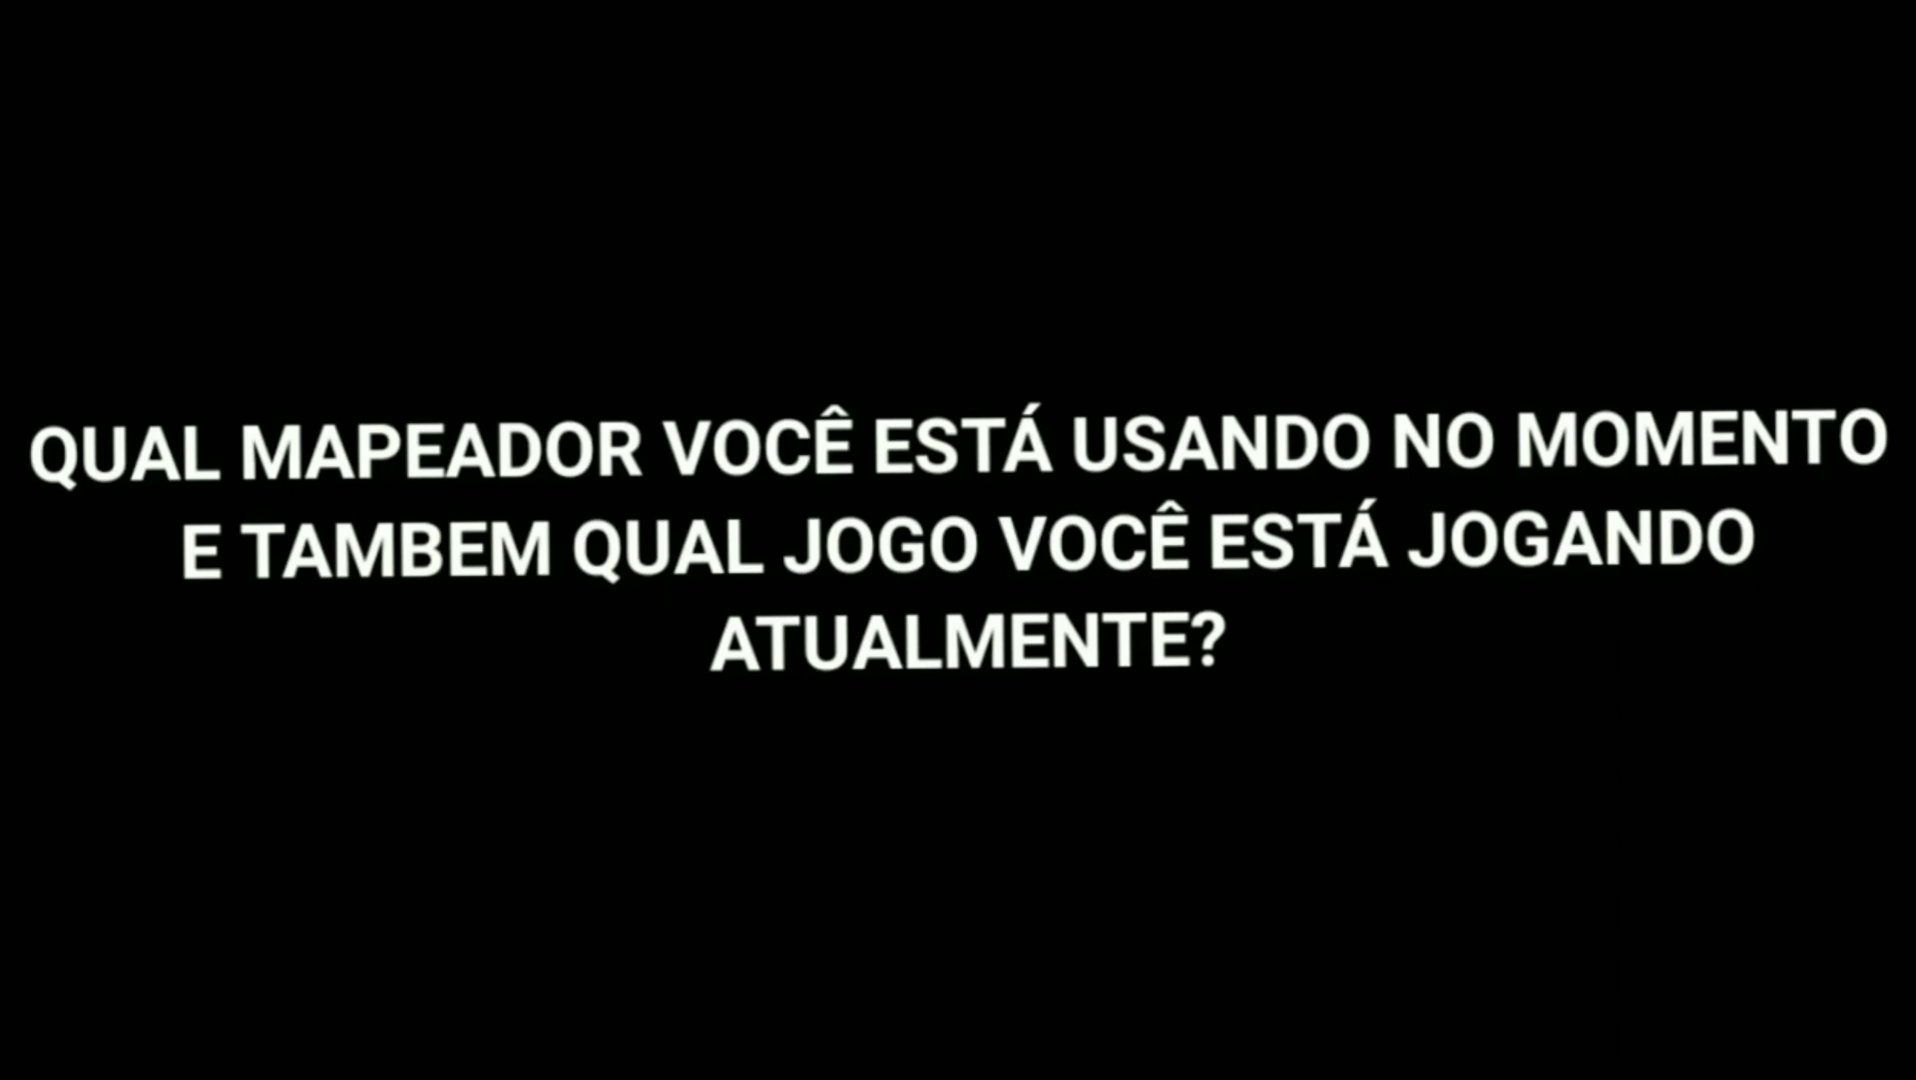 QUAL MAPEADOR VOCÊ ESTÁ USANDO NO MOMENTO
E TAMBEM QUAL JOGO VOCÊ ESTÁ JOGANDO
ATUALMENTE?